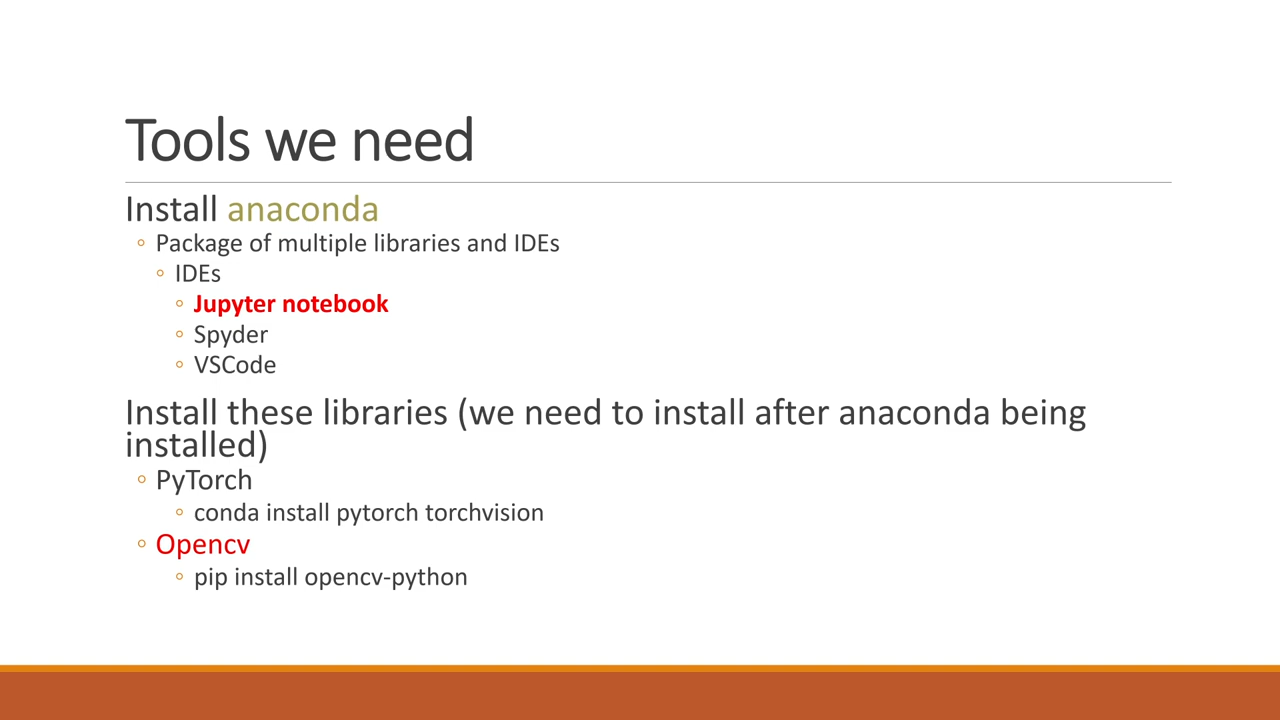 Tools we need
Install anaconda
◦ Package of multiple libraries and IDEs
◦ IDEs
◦ Jupyter notebook
◦ Spyder
◦ VSCode
Install these libraries (we need to install after anaconda being
installed)
◦ PyTorch
◦ conda install pytorch torchvision
◦ Opencv
◦ pip install opencv-python